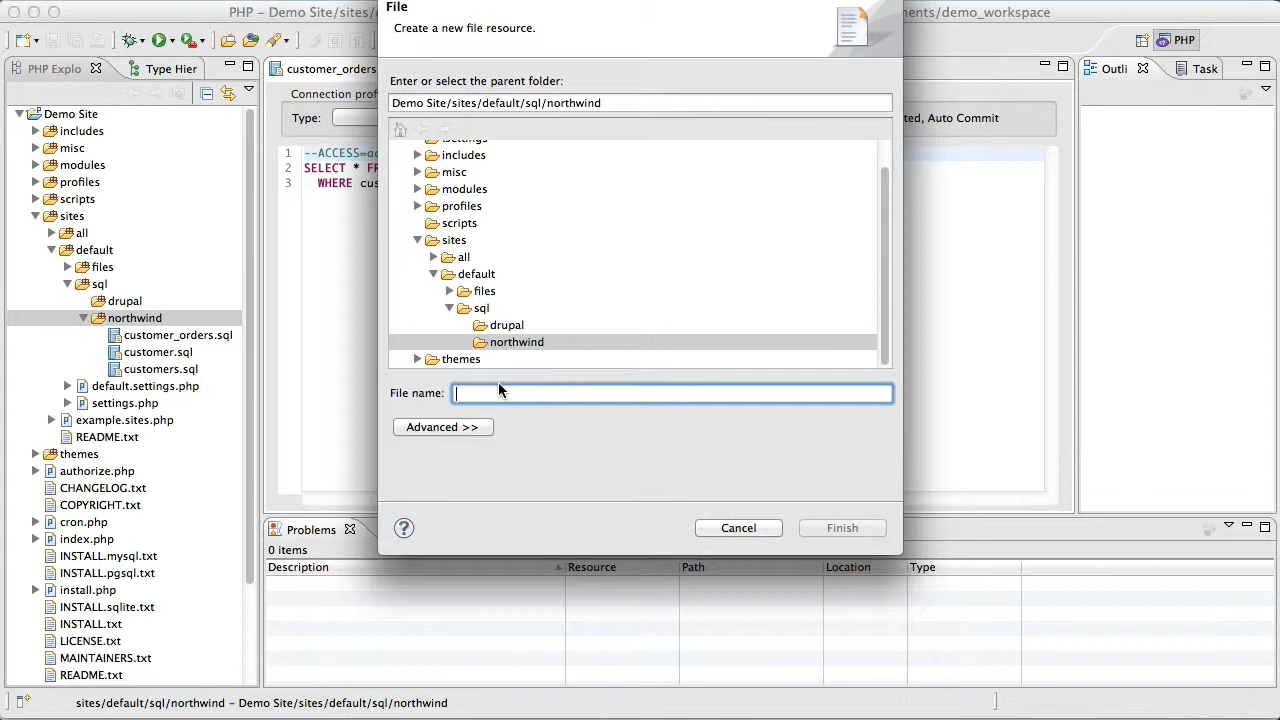 PHP – Demo Site/sites/
ents/demo_workspace
PHP
PHP Explo
Type Hier
Demo Site
includes
misc
modules
profiles
scripts
sites
all
default
files
sql
drupal
northwind
customer_orders.sql
customer.sql
customers.sql
default.settings.php
settings.php
example.sites.php
README.txt
themes
authorize.php
CHANGELOG.txt
COPYRIGHT.txt
cron.php
index.php
INSTALL.mysql.txt
INSTALL.pgsql.txt
install.php
INSTALL.sqlite.txt
INSTALL.txt
LICENSE.txt
MAINTAINERS.txt
README.txt
customer_orders
Connection prof
Type:
ted, Auto Commit
1 --ACCESS=ac
2 SELECT * FR
3 WHERE cus
File
Create a new file resource.
Enter or select the parent folder:
Demo Site/sites/default/sql/northwind
includes
misc
modules
profiles
scripts
sites
all
default
files
sql
drupal
northwind
themes
File name:
Advanced >>
Cancel
Finish
Outli
Task
Problems
0 items
Description Resource Path Location Type
sites/default/sql/northwind – Demo Site/sites/default/sql/northwind